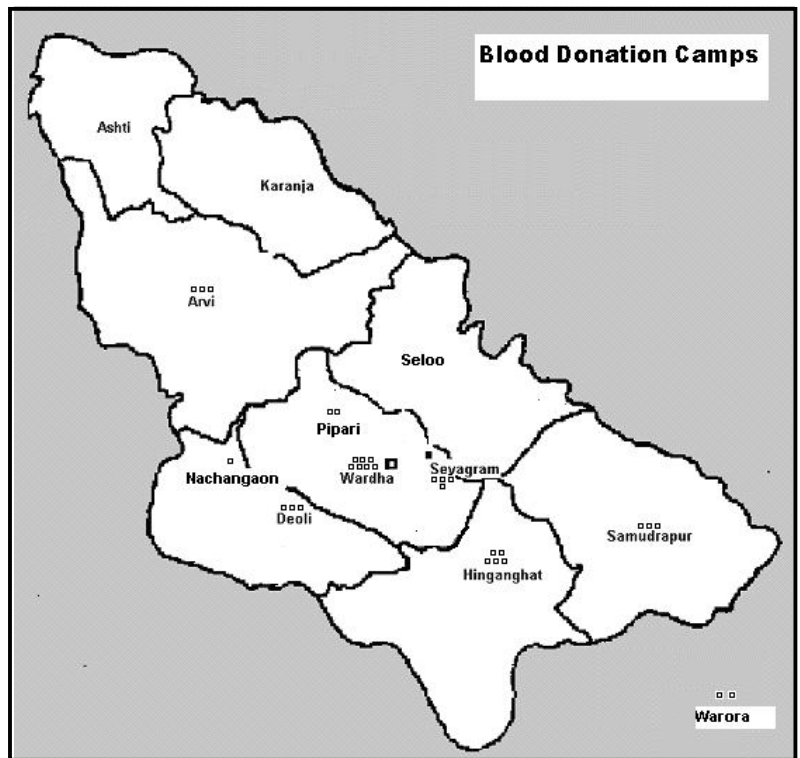 Blood Donation Camps
Ashti
Karanja
Arvi
Seloo
Pipari
Seyagram
Nachangaon
Wardha
Deoli
Samudrapur
Hinganghat
Warora